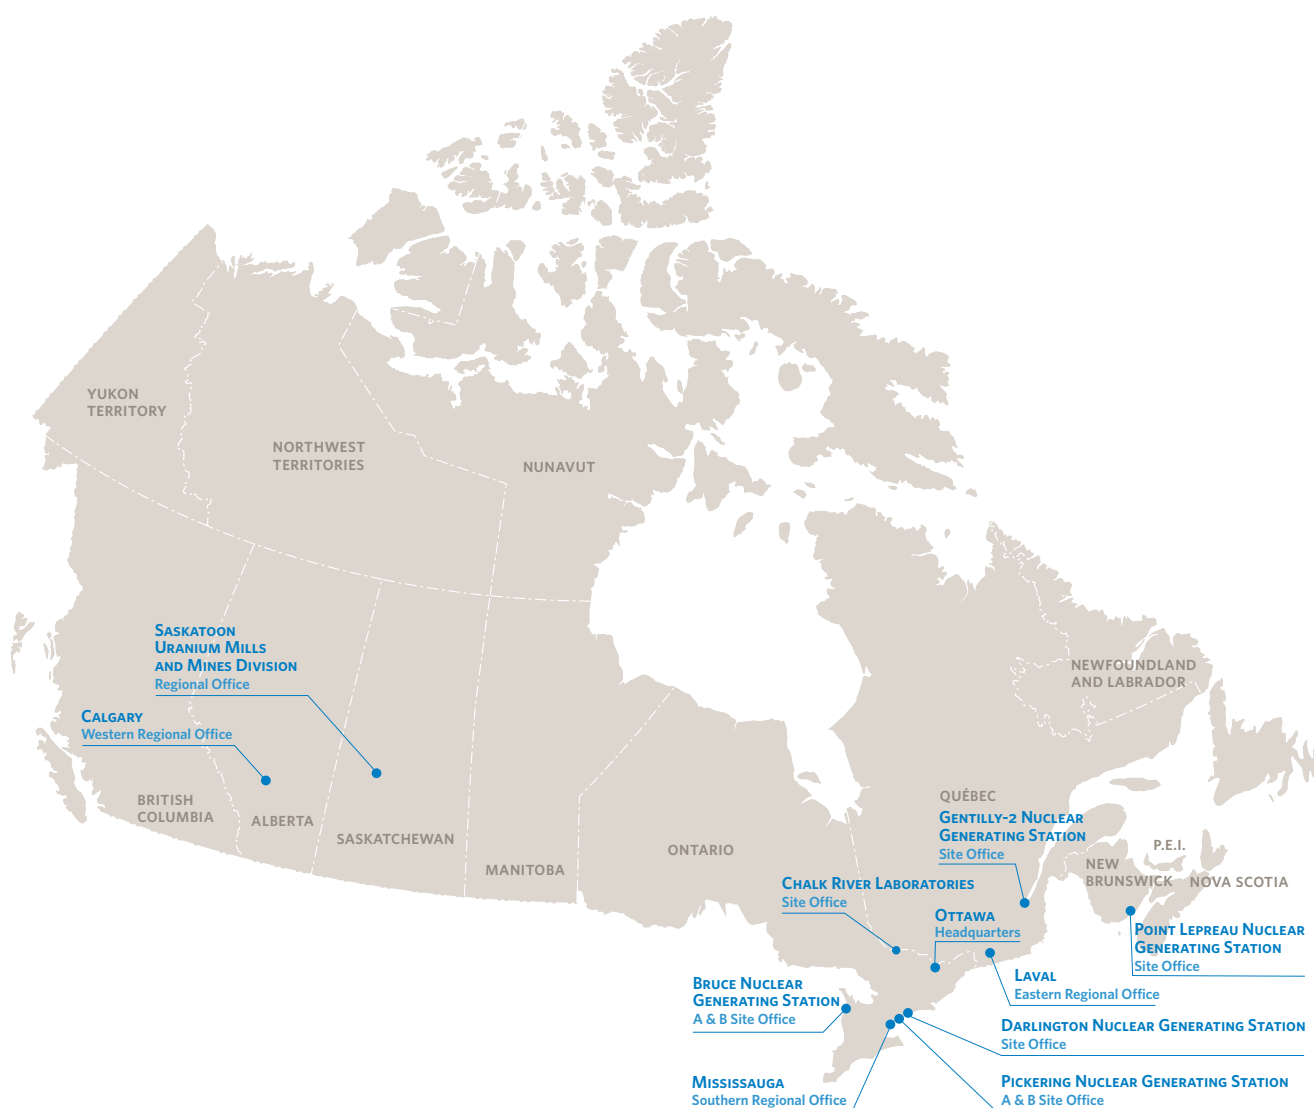 YUKON
TERRITORY
NORTHWEST
TERRITORIES
NUNAVUT
Saskatoon
Uranium Mills
and Mines Division
Regional Office
Calgary
Western Regional Office
NEWFOUNDLAND
AND LABRADOR
BRITISH
COLUMBIA
ALBERTA
SASKATCHEWAN
MANITOBA
ONTARIO
QUÉBEC
Gentilly-2 Nuclear
Generating Station
Site Office
P.E.I.
NEW
BRUNSWICK
NOVA SCOTIA
Chalk River Laboratories
Site Office
Ottawa
Headquarters
Point Lepreau Nuclear
Generating Station
Site Office
Laval
Eastern Regional Office
Bruce Nuclear
Generating Station
A & B Site Office
Darlington Nuclear Generating Station
Site Office
Mississauga
Southern Regional Office
Pickering Nuclear Generating Station
A & B Site Office